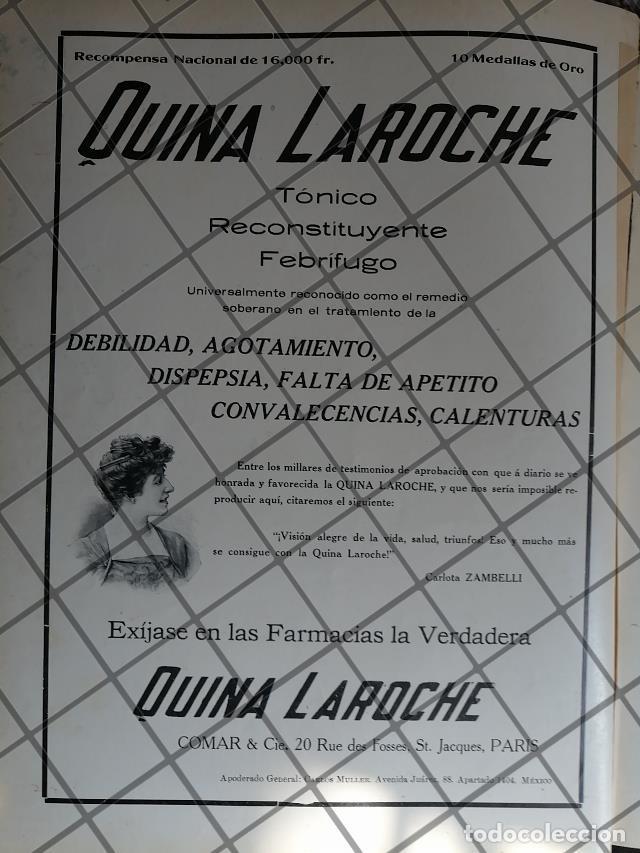 Recompensa Nacional de 16,000 fr. 10 Medallas de Oro
QUINA LAROCHE
Tónico
Reconstituyente
Febrífugo
Universalmente reconocido como el remedio
soberano en el tratamiento de la
DEBILIDAD, AGOTAMIENTO,
DISPEPSIA, FALTA DE APETITO
CONVALECENCIAS, CALENTURAS
Entre los millares de testimonios de aprobación con que á diario se ve
honrada y favorecida la QUINA LAROCHE, y que nos sería imposible re-
producir aquí, citaremos el siguiente:
"¡Visión alegre de la vida, salud, triunfos! Eso y mucho más
se consigue con la Quina Laroche!"
Carlota ZAMBELLI
Exíjase en las Farmacias la Verdadera
QUINA LAROCHE
COMAR & Cie. 20 Rue des Fosses, St. Jacques, PARÍS
Apoderado General: CARLOS MULLER. Avenida Juárez, 88. Apartado 1404. MÉXICO
todocoleccion